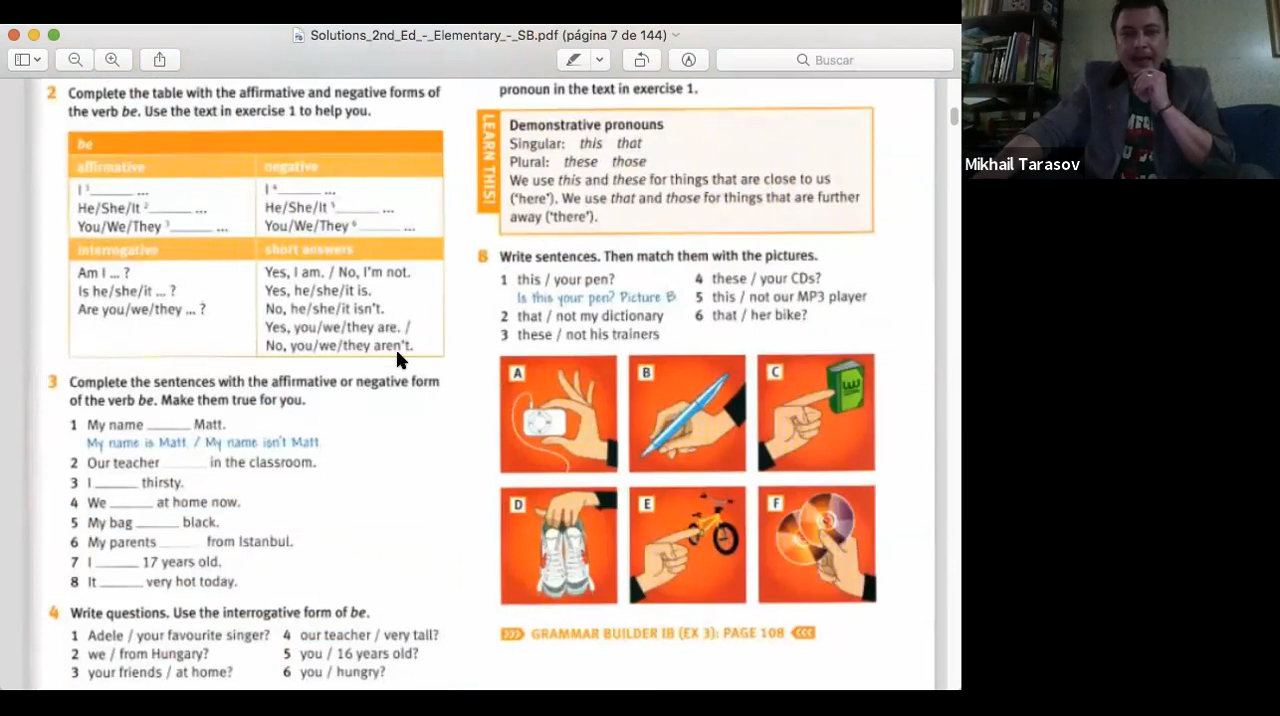 Solutions_2nd_Ed_-_Elementary_-_SB.pdf (página 7 de 144)
Buscar
2 Complete the table with the affirmative and negative forms of
the verb be. Use the text in exercise 1 to help you.
be
affirmative negative
I ¹______ ... I ⁴______ ...
He/She/It ²______ ... He/She/It ⁵______ ...
You/We/They ³______ ... You/We/They ⁶______ ...
interrogative short answers
Am I ... ? Yes, I am. / No, I'm not.
Is he/she/it ... ? Yes, he/she/it is.
Are you/we/they ... ? No, he/she/it isn't.
Yes, you/we/they are. /
No, you/we/they aren't.
3 Complete the sentences with the affirmative or negative form
of the verb be. Make them true for you.
1 My name ______ Matt.
My name is Matt. / My name isn't Matt.
2 Our teacher ______ in the classroom.
3 I ______ thirsty.
4 We ______ at home now.
5 My bag ______ black.
6 My parents ______ from Istanbul.
7 I ______ 17 years old.
8 It ______ very hot today.
4 Write questions. Use the interrogative form of be.
1 Adele / your favourite singer?
2 we / from Hungary?
3 your friends / at home?
4 our teacher / very tall?
5 you / 16 years old?
6 you / hungry?
pronoun in the text in exercise 1.
LEARN THIS!
Demonstrative pronouns
Singular: this that
Plural: these those
We use this and these for things that are close to us
('here'). We use that and those for things that are further
away ('there').
8 Write sentences. Then match them with the pictures.
1 this / your pen?
Is this your pen? Picture B
2 that / not my dictionary
3 these / not his trainers
4 these / your CDs?
5 this / not our MP3 player
6 that / her bike?
A B C
D E F
GRAMMAR BUILDER 1B (EX 3): PAGE 108
Mikhail Tarasov